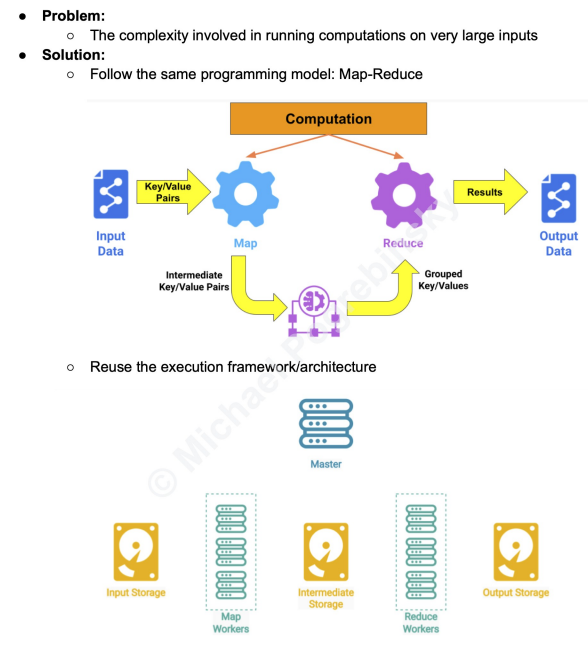 ● Problem:
○ The complexity involved in running computations on very large inputs
● Solution:
○ Follow the same programming model: Map-Reduce
Computation
Key/Value
Pairs
Results
Input
Data
Map
Reduce
Output
Data
Intermediate
Key/Value Pairs
Grouped
Key/Values
○ Reuse the execution framework/architecture
Master
Input Storage
Map
Workers
Intermediate
Storage
Reduce
Workers
Output Storage
© Michael Pogrebinsky